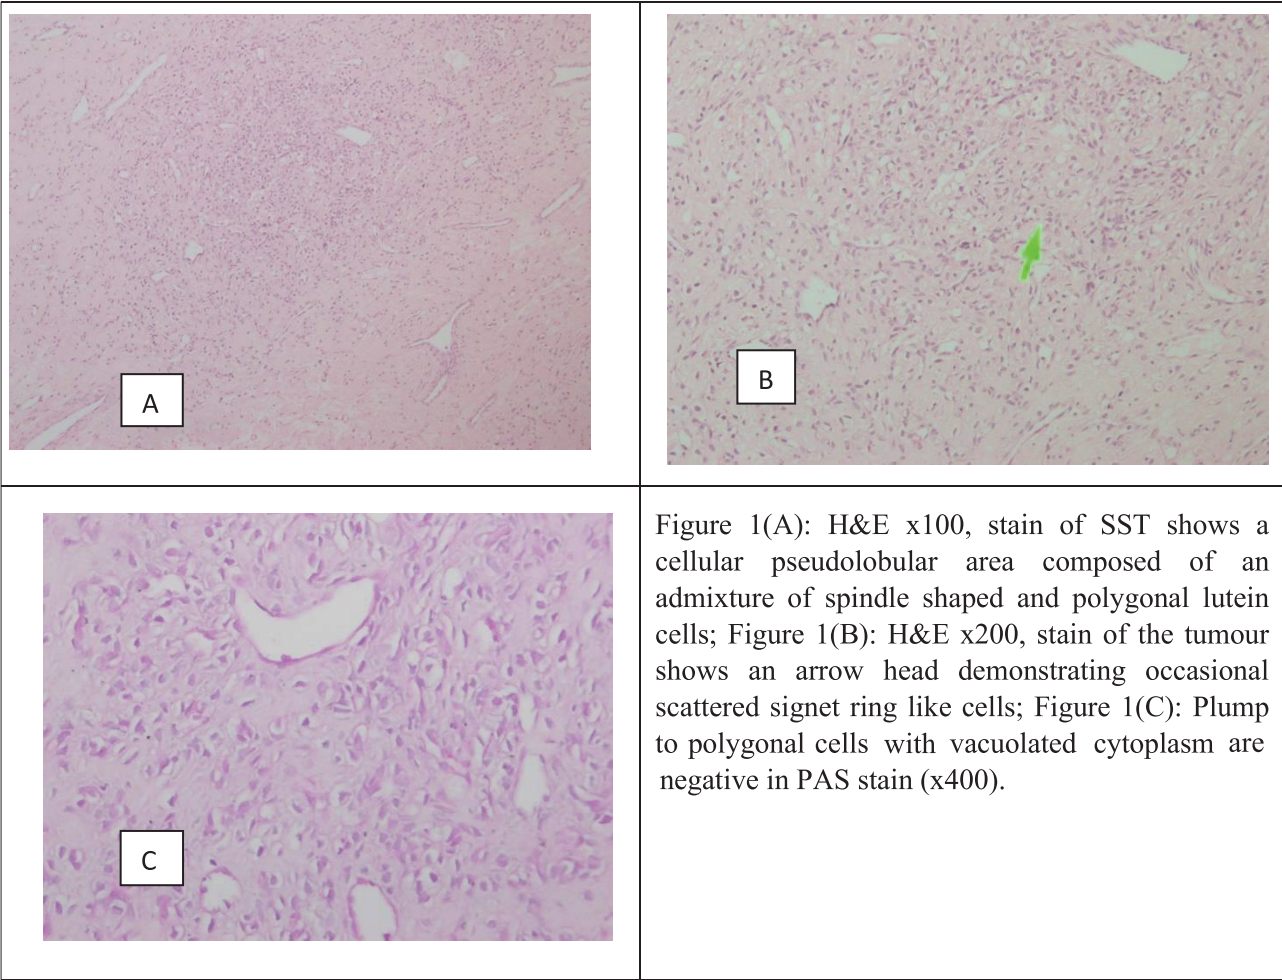 A
B
C
Figure 1(A): H&E x100, stain of SST shows a
cellular pseudolobular area composed of an
admixture of spindle shaped and polygonal lutein
cells; Figure 1(B): H&E x200, stain of the tumour
shows an arrow head demonstrating occasional
scattered signet ring like cells; Figure 1(C): Plump
to polygonal cells with vacuolated cytoplasm are
negative in PAS stain (x400).